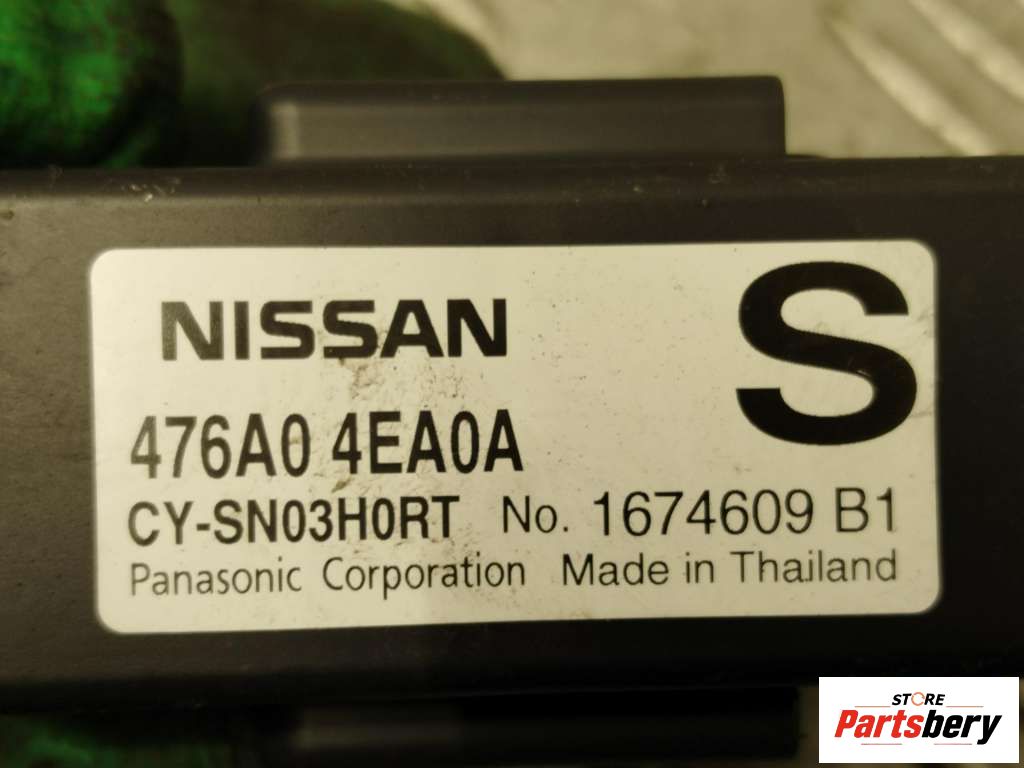 NISSAN
S
476A0 4EA0A
CY-SN03H0RT No. 1674609 B1
Panasonic Corporation Made in Thailand
STORE
Partsbery